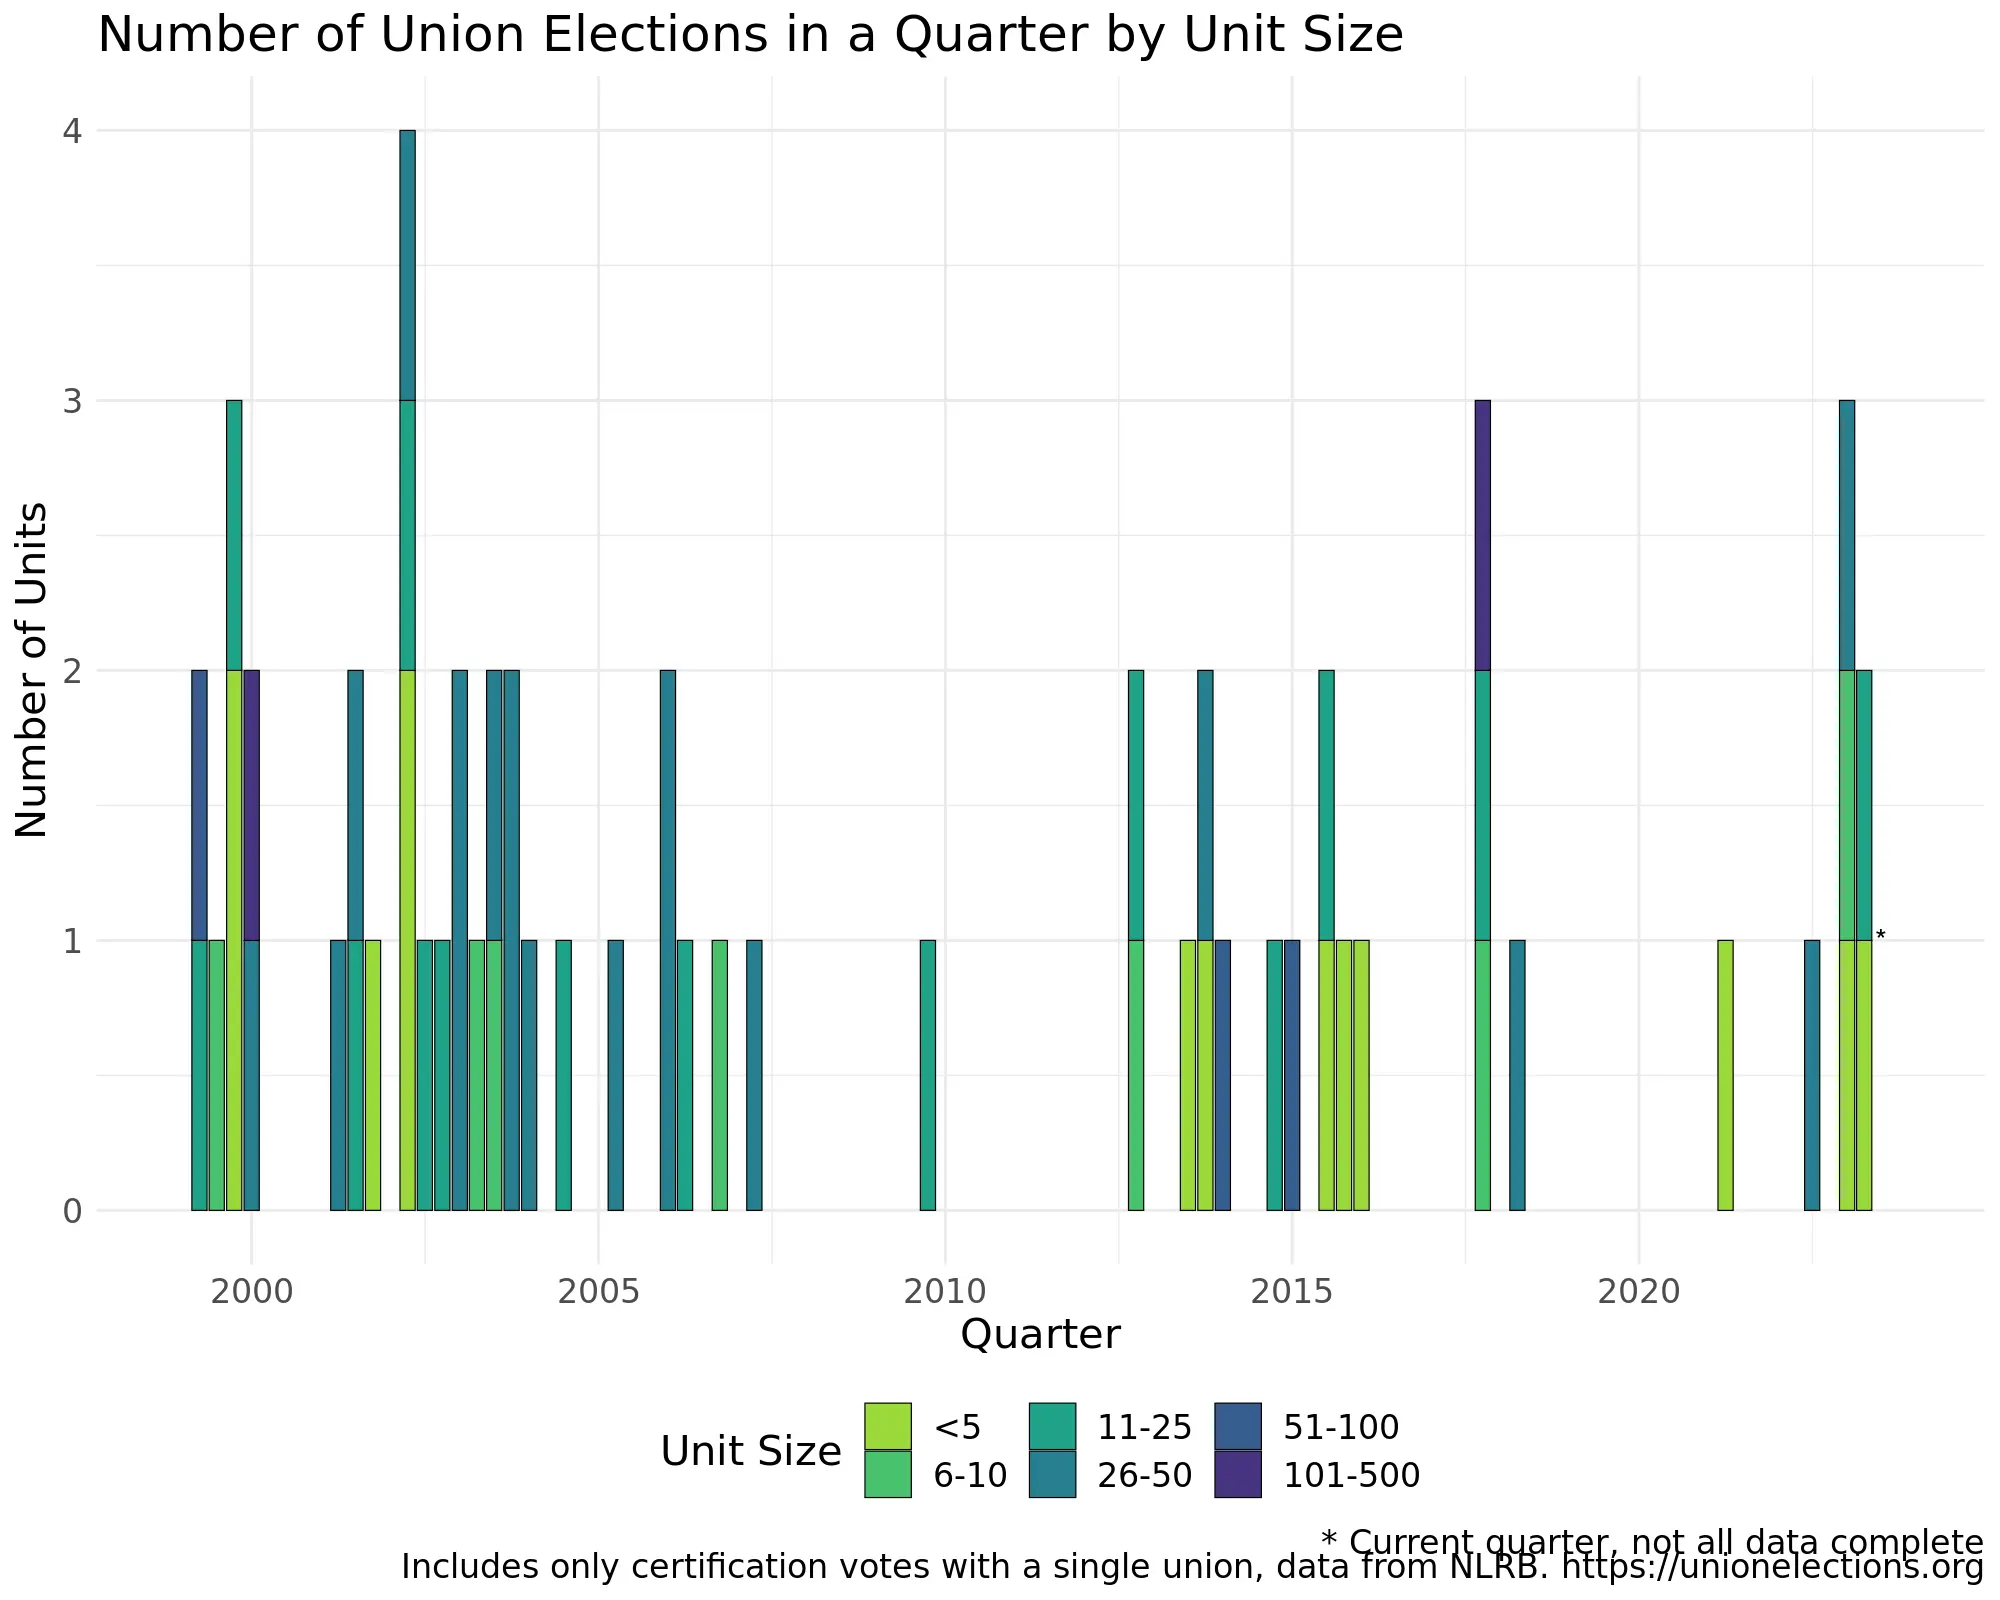 Number of Union Elections in a Quarter by Unit Size
Number of Units
4
3
2
1
0
*
2000 2005 2010 2015 2020
Quarter
Unit Size
<5 11-25 51-100
6-10 26-50 101-500
* Current quarter, not all data complete
Includes only certification votes with a single union, data from NLRB. https://unionelections.org